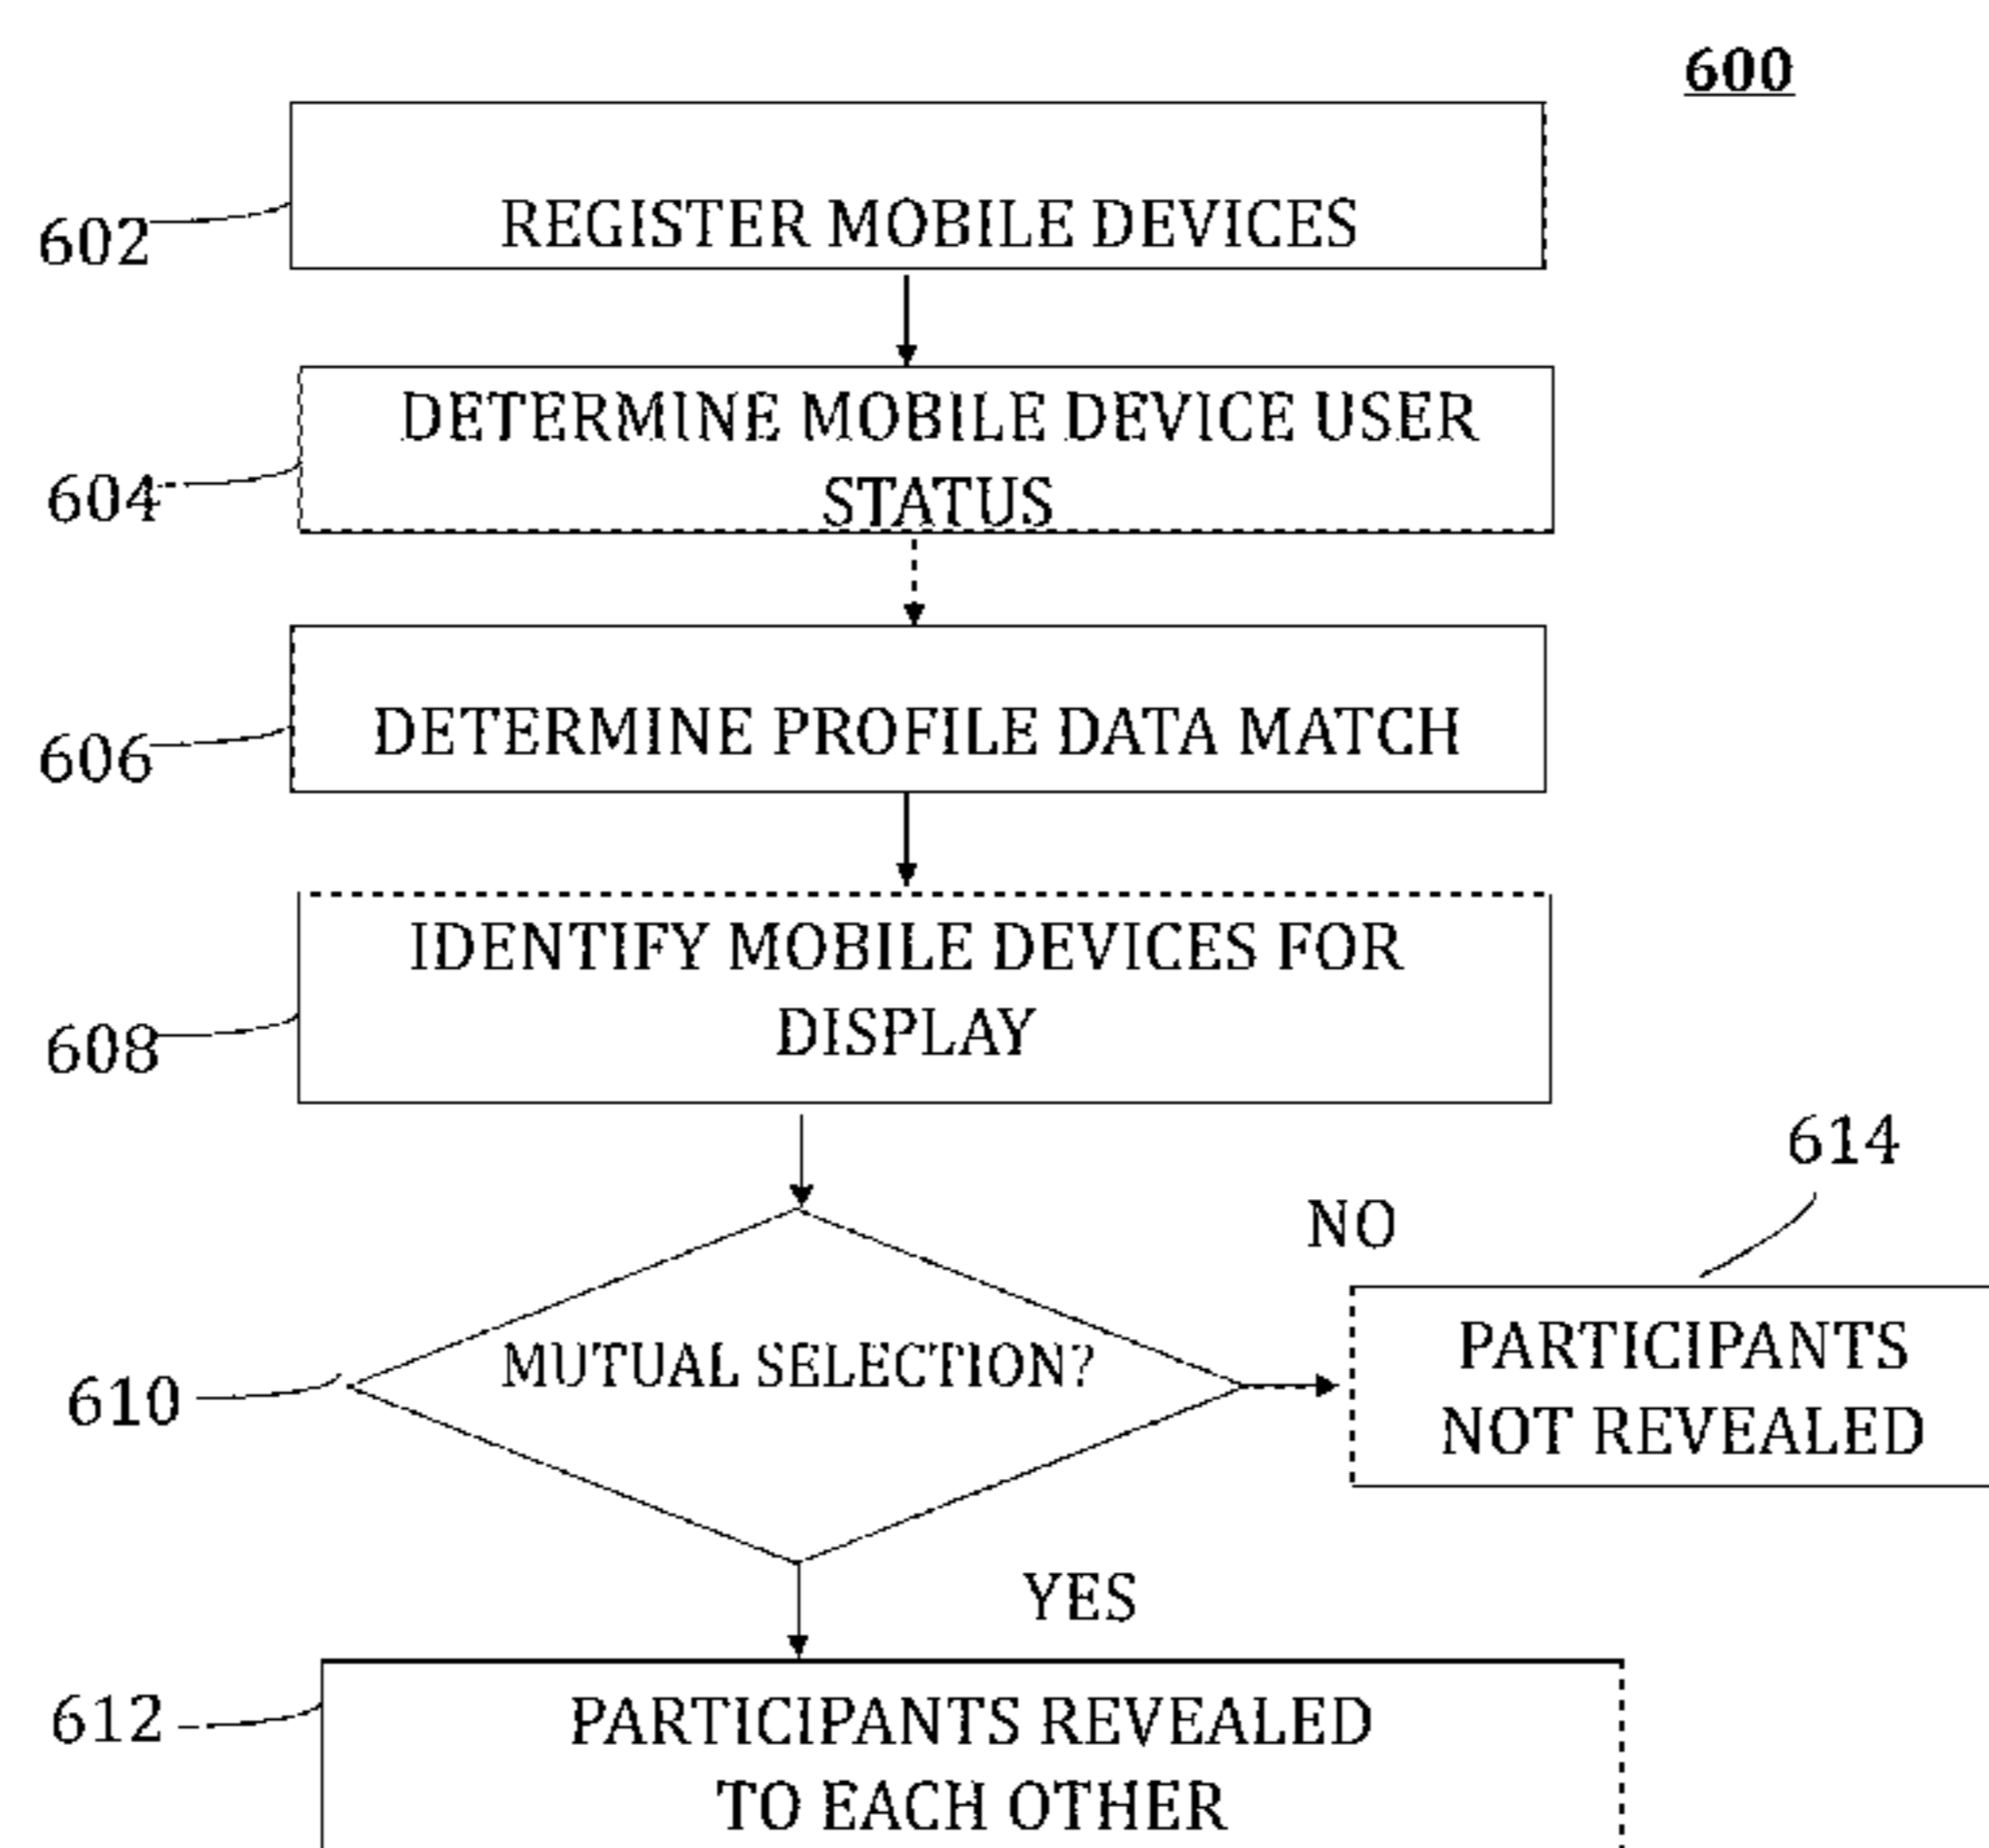 600
602
REGISTER MOBILE DEVICES
604
DETERMINE MOBILE DEVICE USER
STATUS
606
DETERMINE PROFILE DATA MATCH
608
IDENTIFY MOBILE DEVICES FOR
DISPLAY
610
MUTUAL SELECTION?
NO
614
PARTICIPANTS
NOT REVEALED
YES
612
PARTICIPANTS REVEALED
TO EACH OTHER